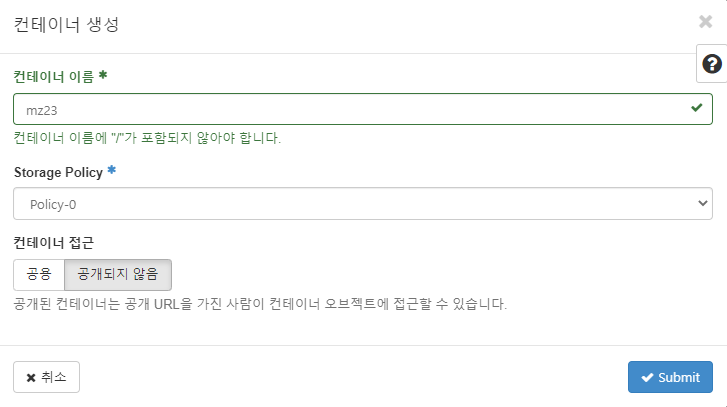 컨테이너 생성
컨테이너 이름 *
mz23
컨테이너 이름에 "/"가 포함되지 않아야 합니다.
Storage Policy *
Policy-0
컨테이너 접근
공용 공개되지 않음
공개된 컨테이너는 공개 URL을 가진 사람이 컨테이너 오브젝트에 접근할 수 있습니다.
취소 Submit